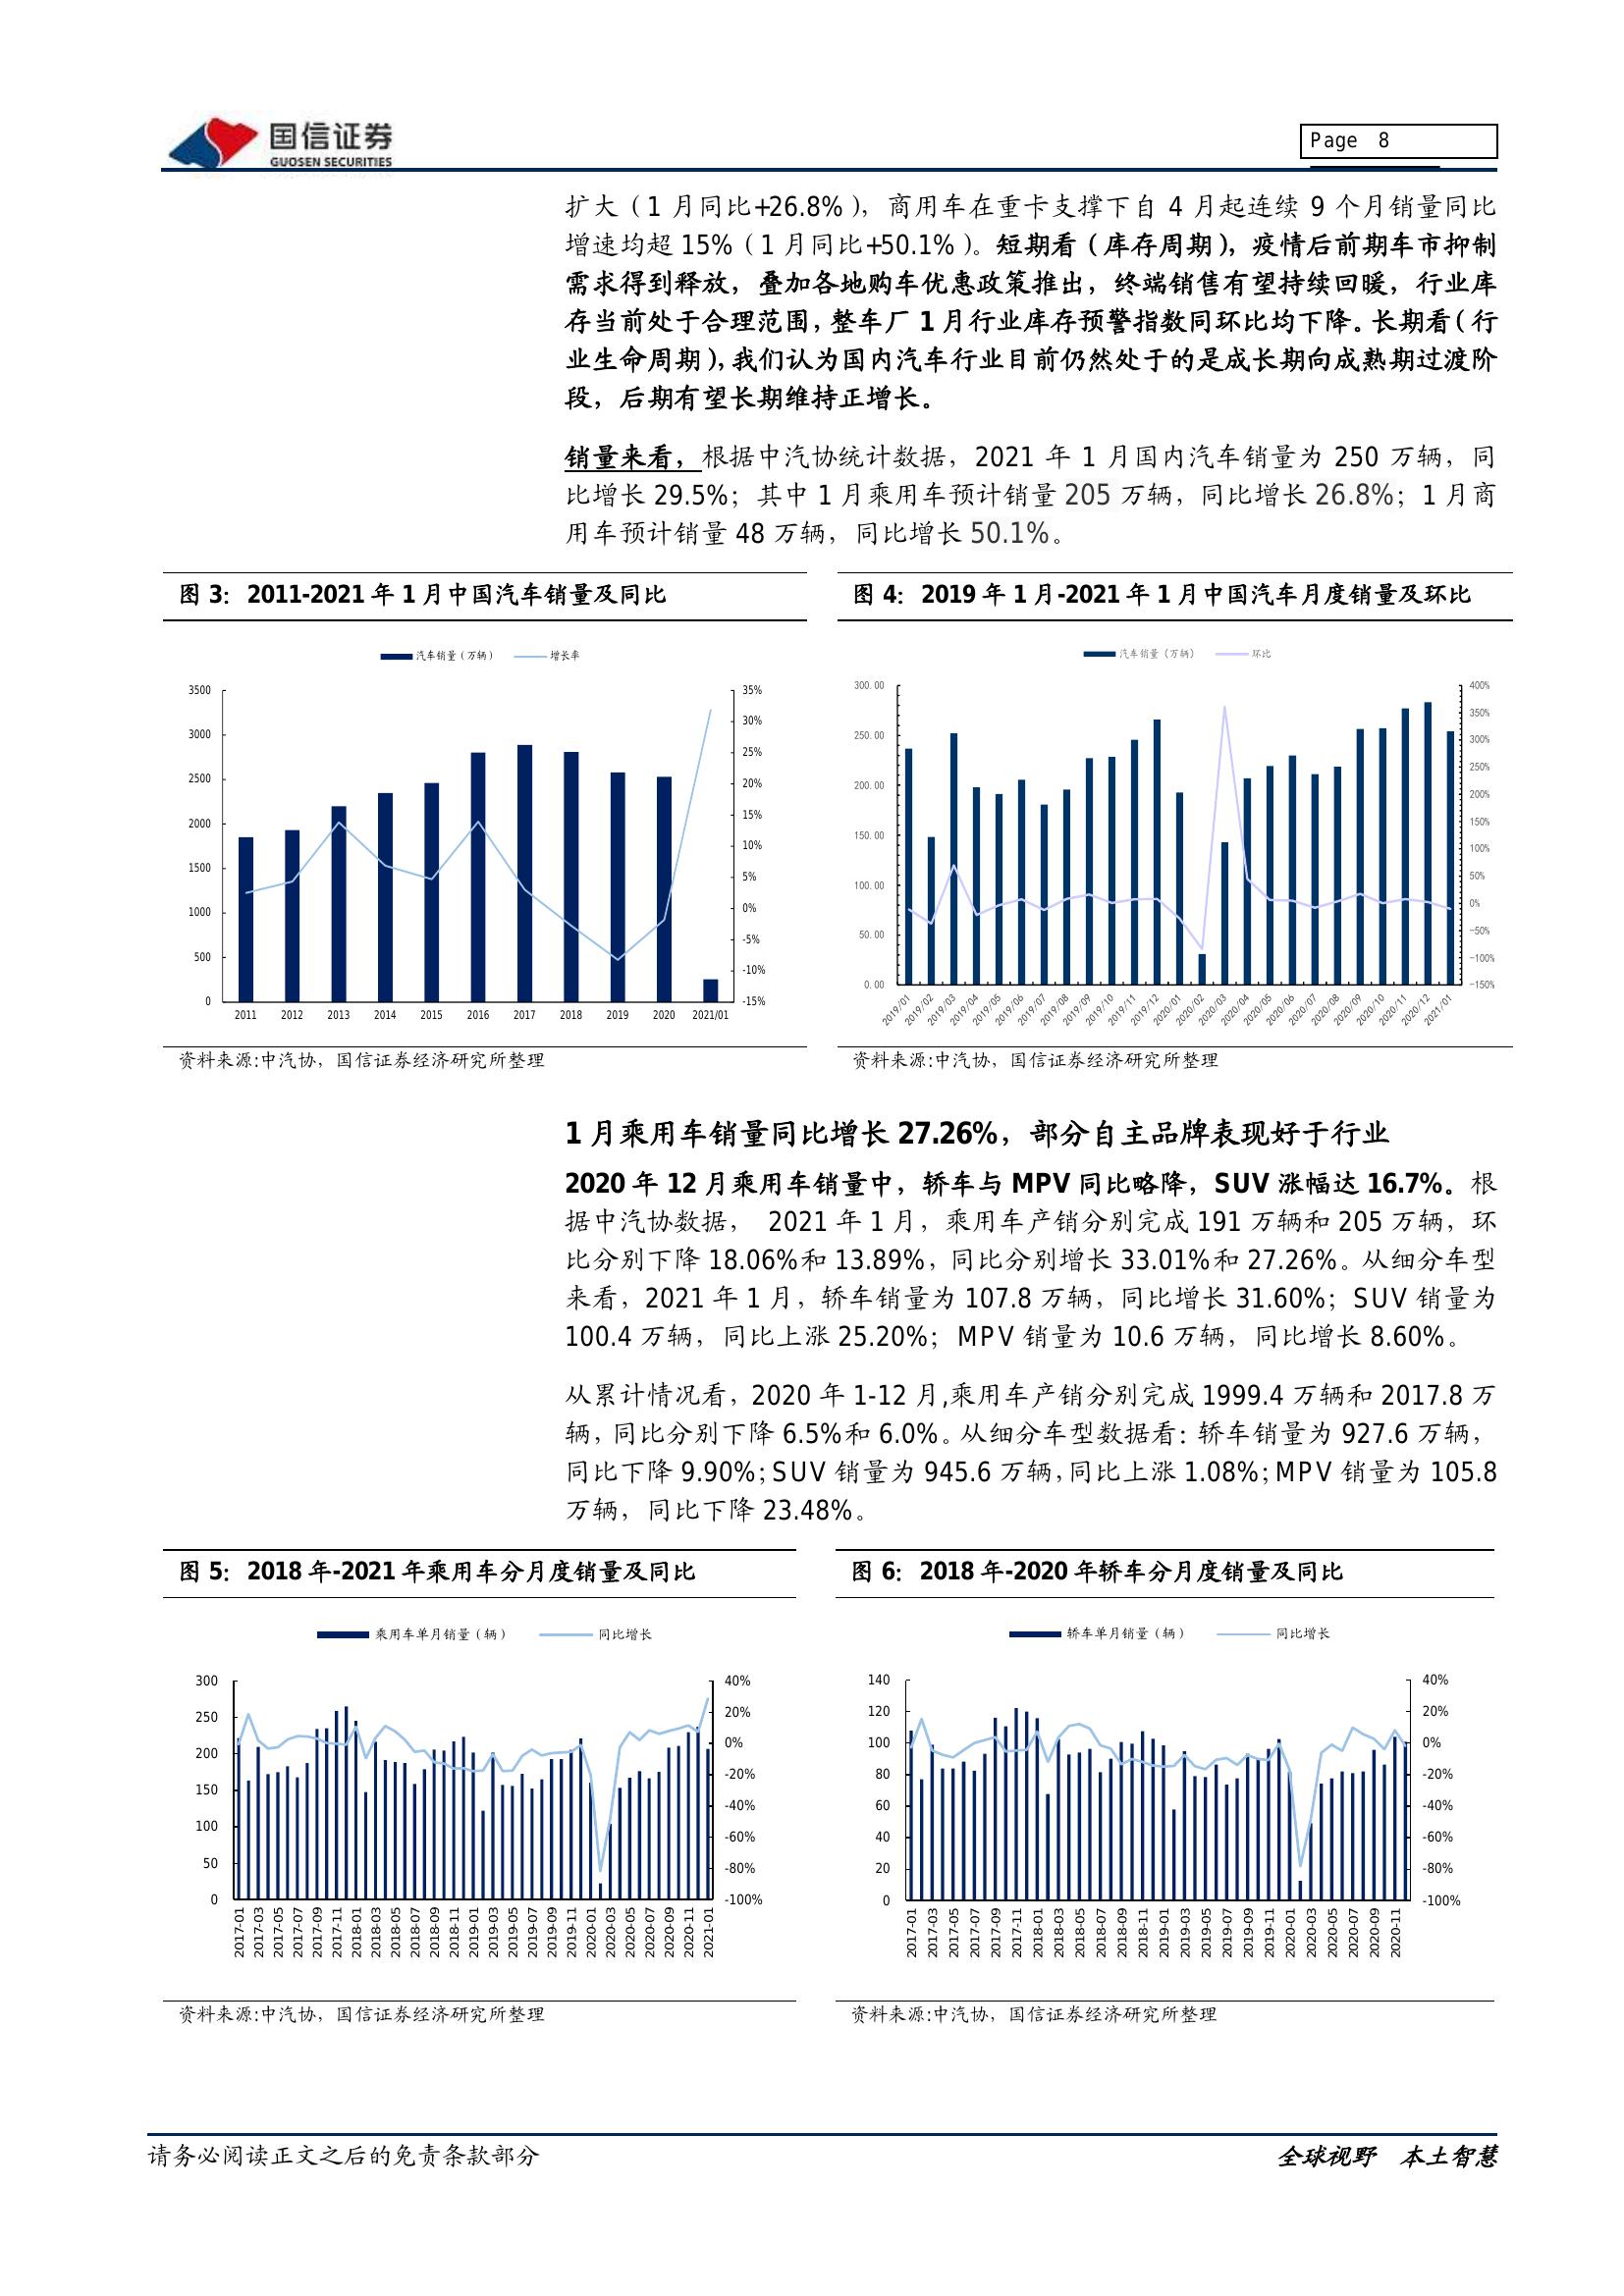 国信证券
GUOSEN SECURITIES
Page 8
扩大（1 月同比+26.8%），商用车在重卡支撑下自 4 月起连续 9 个月销量同比
增速均超 15%（1 月同比+50.1%）。短期看（库存周期），疫情后前期车市抑制
需求得到释放，叠加各地购车优惠政策推出，终端销售有望持续回暖，行业库
存当前处于合理范围，整车厂 1 月行业库存预警指数同环比均下降。长期看（行
业生命周期），我们认为国内汽车行业目前仍然处于的是成长期向成熟期过渡阶
段，后期有望长期维持正增长。
销量来看，根据中汽协统计数据，2021 年 1 月国内汽车销量为 250 万辆，同
比增长 29.5%；其中 1 月乘用车预计销量 205 万辆，同比增长 26.8%；1 月商
用车预计销量 48 万辆，同比增长 50.1%。
图 3： 2011-2021 年 1 月中国汽车销量及同比
汽车销量（万辆） 增长率
3500
3000
2500
2000
1500
1000
500
0
35%
30%
25%
20%
15%
10%
5%
0%
-5%
-10%
-15%
2011 2012 2013 2014 2015 2016 2017 2018 2019 2020 2021/01
资料来源:中汽协，国信证券经济研究所整理
图 4： 2019 年 1 月-2021 年 1 月中国汽车月度销量及环比
汽车销量（万辆） 环比
300.00
250.00
200.00
150.00
100.00
50.00
0.00
400%
350%
300%
250%
200%
150%
100%
50%
0%
-50%
-100%
-150%
2019/01 2019/02 2019/03 2019/04 2019/05 2019/06 2019/07 2019/08 2019/09 2019/10 2019/11 2019/12 2020/01 2020/02 2020/03 2020/04 2020/05 2020/06 2020/07 2020/08 2020/09 2020/10 2020/11 2020/12 2021/01
资料来源:中汽协，国信证券经济研究所整理
1 月乘用车销量同比增长 27.26%，部分自主品牌表现好于行业
2020 年 12 月乘用车销量中，轿车与 MPV 同比略降，SUV 涨幅达 16.7%。根
据中汽协数据， 2021 年 1 月，乘用车产销分别完成 191 万辆和 205 万辆，环
比分别下降 18.06%和 13.89%，同比分别增长 33.01%和 27.26%。从细分车型
来看，2021 年 1 月，轿车销量为 107.8 万辆，同比增长 31.60%；SUV 销量为
100.4 万辆，同比上涨 25.20%；MPV 销量为 10.6 万辆，同比增长 8.60%。
从累计情况看，2020 年 1-12 月,乘用车产销分别完成 1999.4 万辆和 2017.8 万
辆，同比分别下降 6.5%和 6.0%。从细分车型数据看：轿车销量为 927.6 万辆，
同比下降 9.90%；SUV 销量为 945.6 万辆，同比上涨 1.08%；MPV 销量为 105.8
万辆，同比下降 23.48%。
图 5： 2018 年-2021 年乘用车分月度销量及同比
乘用车单月销量（辆） 同比增长
300
250
200
150
100
50
0
40%
20%
0%
-20%
-40%
-60%
-80%
-100%
2017-01 2017-03 2017-05 2017-07 2017-09 2017-11 2018-01 2018-03 2018-05 2018-07 2018-09 2018-11 2019-01 2019-03 2019-05 2019-07 2019-09 2019-11 2020-01 2020-03 2020-05 2020-07 2020-09 2020-11 2021-01
资料来源:中汽协，国信证券经济研究所整理
图 6： 2018 年-2020 年轿车分月度销量及同比
轿车单月销量（辆） 同比增长
140
120
100
80
60
40
20
0
40%
20%
0%
-20%
-40%
-60%
-80%
-100%
2017-01 2017-03 2017-05 2017-07 2017-09 2017-11 2018-01 2018-03 2018-05 2018-07 2018-09 2018-11 2019-01 2019-03 2019-05 2019-07 2019-09 2019-11 2020-01 2020-03 2020-05 2020-07 2020-09 2020-11
资料来源:中汽协，国信证券经济研究所整理
请务必阅读正文之后的免责条款部分
全球视野 本土智慧